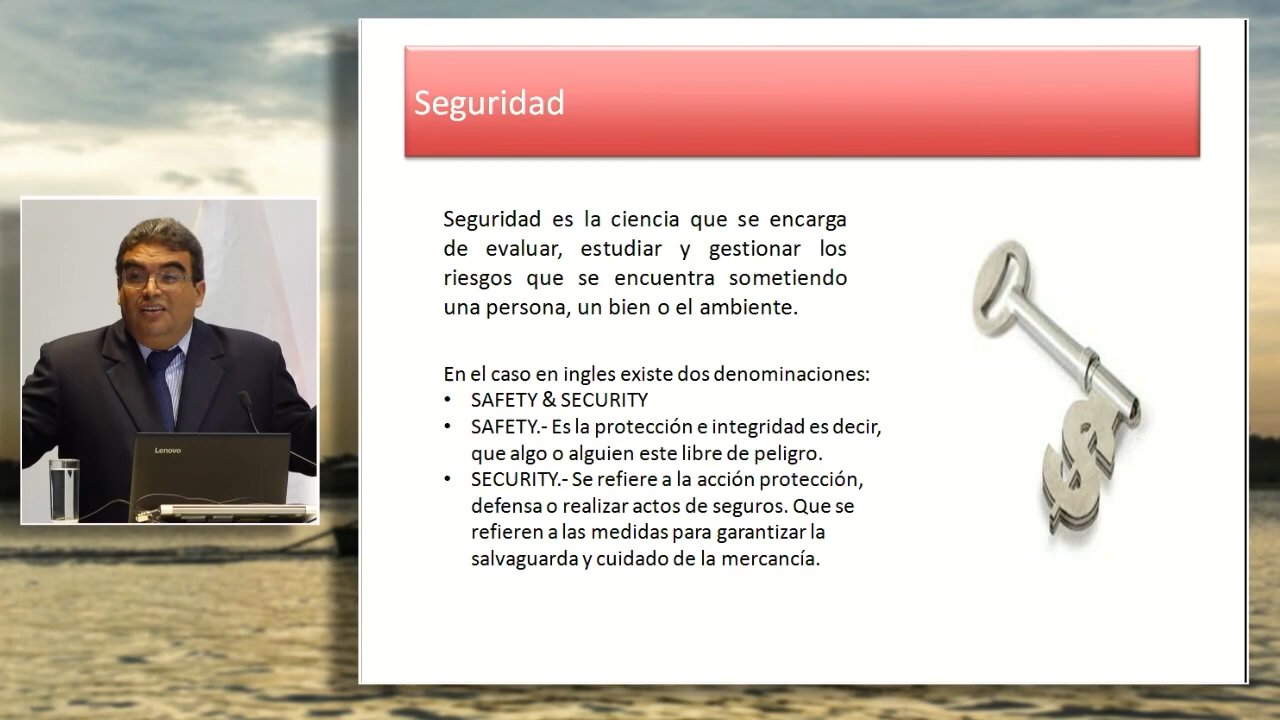 Seguridad
Seguridad es la ciencia que se encarga
de evaluar, estudiar y gestionar los
riesgos que se encuentra sometiendo
una persona, un bien o el ambiente.
En el caso en ingles existe dos denominaciones:
• SAFETY & SECURITY
• SAFETY.- Es la protección e integridad es decir,
que algo o alguien este libre de peligro.
• SECURITY.- Se refiere a la acción protección,
defensa o realizar actos de seguros. Que se
refieren a las medidas para garantizar la
salvaguarda y cuidado de la mercancía.
Lenovo